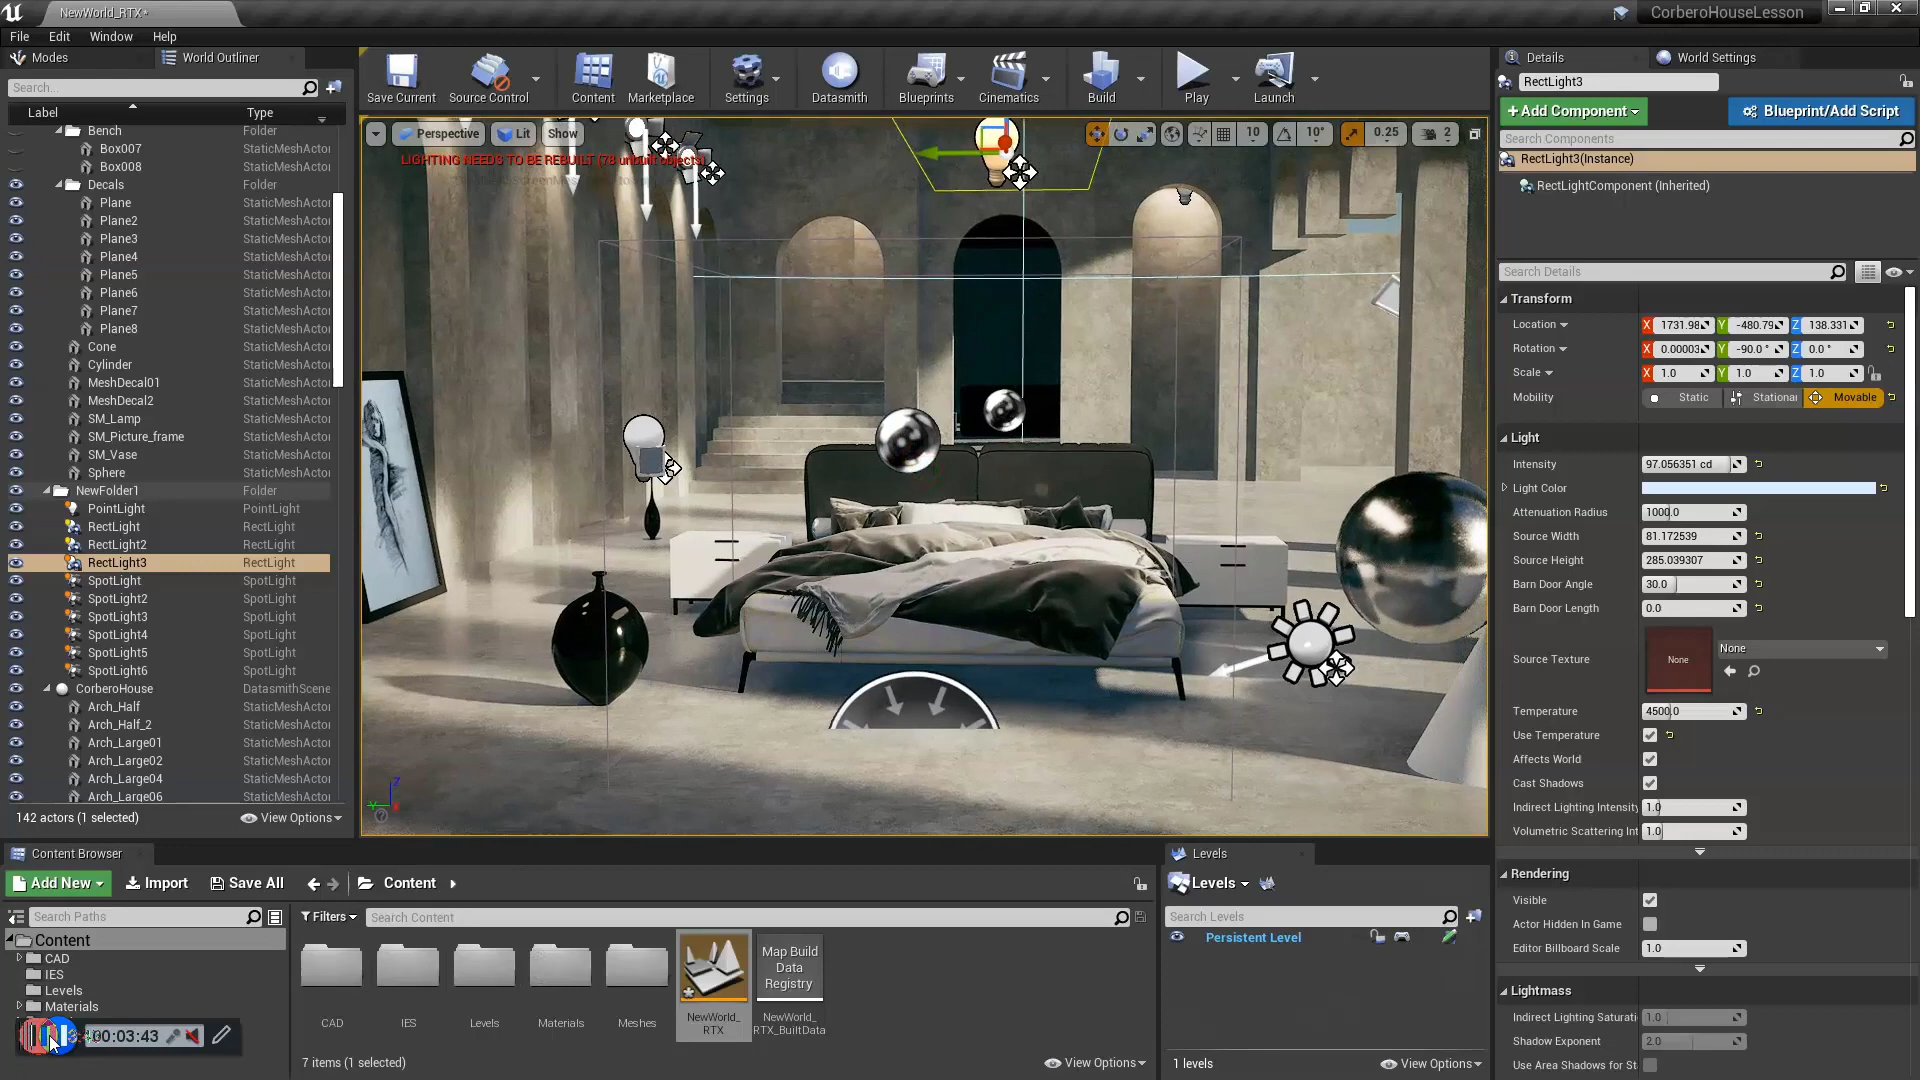 NewWorld_RTX•
CorberoHouseLesson
File Edit Window Help
Modes World Outliner
Search...
Label Type
Bench Folder
Box007
Box008
Decals Folder
Plane StaticMeshActor
Plane2 StaticMeshActor
Plane3 StaticMeshActor
Plane4 StaticMeshActor
Plane5 StaticMeshActor
Plane6 StaticMeshActor
Plane7 StaticMeshActor
Plane8 StaticMeshActor
Cone StaticMeshActor
Cylinder StaticMeshActor
MeshDecal01 StaticMeshActor
MeshDecal2 StaticMeshActor
SM_Lamp StaticMeshActor
SM_Picture_frame StaticMeshActor
SM_Vase StaticMeshActor
Sphere StaticMeshActor
NewFolder1 Folder
PointLight PointLight
RectLight RectLight
RectLight2 RectLight
RectLight3 RectLight
SpotLight SpotLight
SpotLight2 SpotLight
SpotLight3 SpotLight
SpotLight4 SpotLight
SpotLight5 SpotLight
SpotLight6 SpotLight
CorberoHouse DatasmithScene
Arch_Half StaticMeshActor
Arch_Half_2 StaticMeshActor
Arch_Large01 StaticMeshActor
Arch_Large02 StaticMeshActor
Arch_Large04 StaticMeshActor
Arch_Large06 StaticMeshActor
142 actors (1 selected) View Options
Save Current Source Control Content Marketplace Settings Datasmith Blueprints Cinematics Build Play Launch
Perspective Lit Show 10 10° 0.25 2
LIGHTING NEEDS TO BE REBUILT (78 unbuilt objects)
Details World Settings
RectLight3
+Add Component Blueprint/Add Script
Search Components
RectLight3(Instance)
RectLightComponent (Inherited)
Search Details
Transform
Location X 1731.98 Y -480.79 Z 138.331
Rotation X 0.00003 Y -90.0 ° Z 0.0 °
Scale X 1.0 Y 1.0 Z 1.0
Mobility Static Stationar Movable
Light
Intensity 97.056351 cd
Light Color
Attenuation Radius 1000.0
Source Width 81.172539
Source Height 285.039307
Barn Door Angle 30.0
Barn Door Length 0.0
Source Texture None None
Temperature 4500.0
Use Temperature
Affects World
Cast Shadows
Indirect Lighting Intensity 1.0
Volumetric Scattering Int 1.0
Rendering
Visible
Actor Hidden In Game
Editor Billboard Scale 1.0
Lightmass
Indirect Lighting Saturati 1.0
Shadow Exponent 2.0
Use Area Shadows for St
Content Browser
Add New Import Save All Content
Search Paths Filters Search Content
Content
CAD
IES
Levels
Materials
00:03:43
Map Build Data Registry
CAD IES Levels Materials Meshes NewWorld_RTX NewWorld_RTX_BuiltData
7 items (1 selected) View Options
Levels
Levels
Search Levels
Persistent Level
1 levels View Options